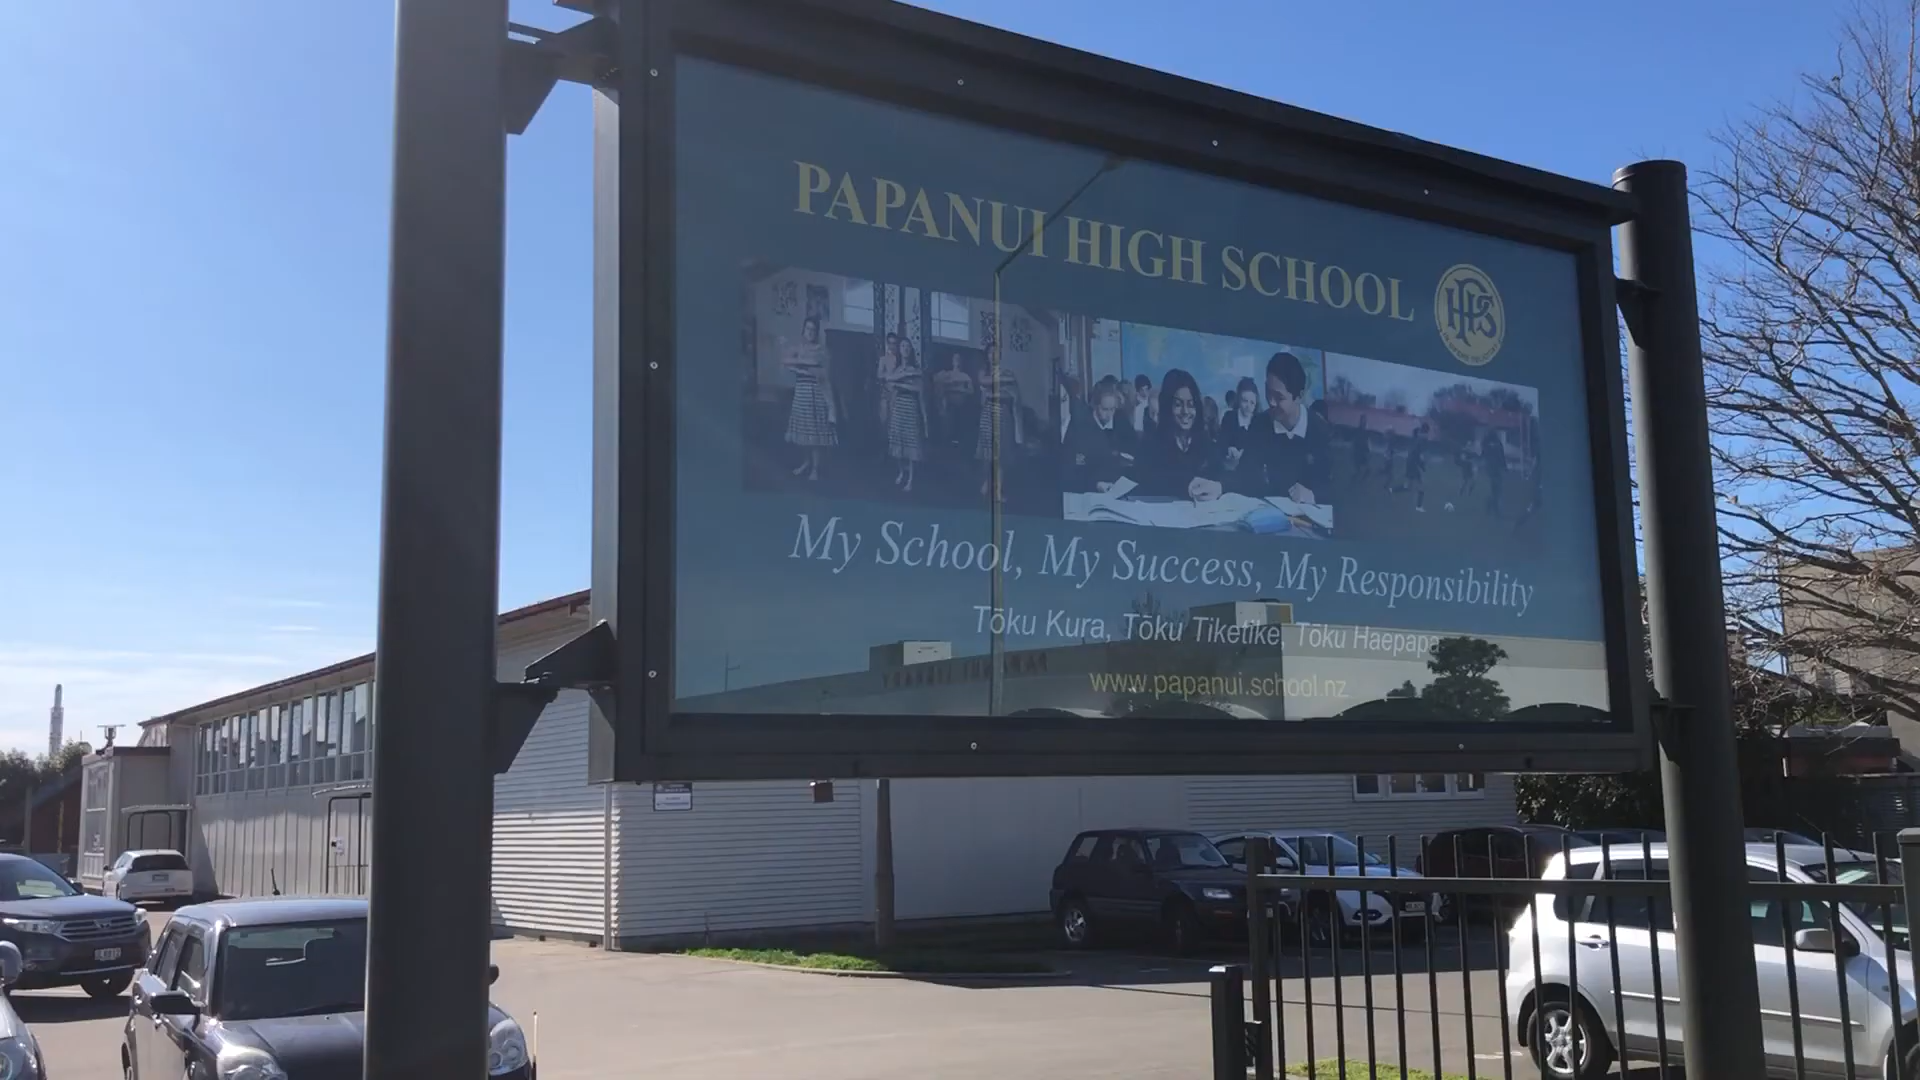 PAPANUI HIGH SCHOOL
PHS
My School, My Success, My Responsibility
Tōku Kura, Tōku Tiketike, Tōku Haepapa
www.papanui.school.nz